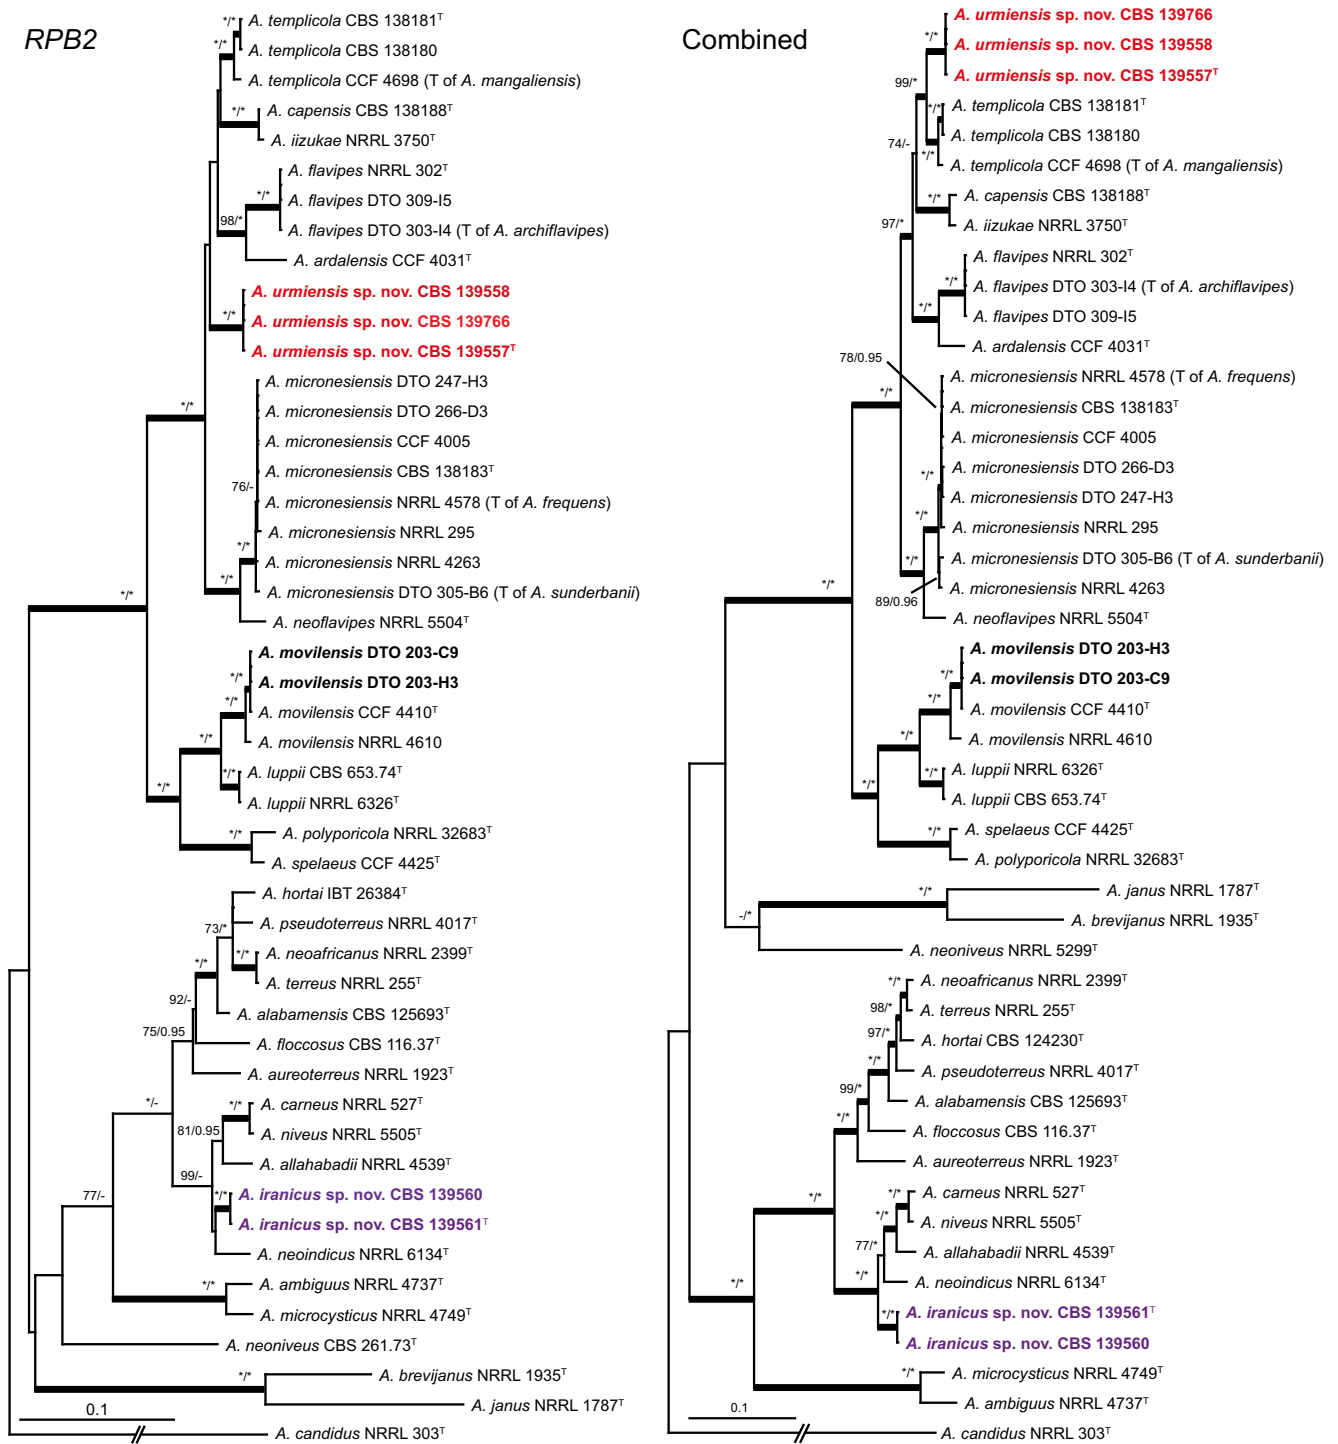 RPB2
*/*
A. templicola CBS 138181T
*/*
A. templicola CBS 138180
A. templicola CCF 4698 (T of A. mangaliensis)
*/*
A. capensis CBS 138188T
A. iizukae NRRL 3750T
A. flavipes NRRL 302T
*/*
A. flavipes DTO 309-I5
98/*
A. flavipes DTO 303-I4 (T of A. archiflavipes)
A. ardalensis CCF 4031T
A. urmiensis sp. nov. CBS 139558
*/*
A. urmiensis sp. nov. CBS 139766
A. urmiensis sp. nov. CBS 139557T
A. micronesiensis DTO 247-H3
*/*
A. micronesiensis DTO 266-D3
A. micronesiensis CCF 4005
A. micronesiensis CBS 138183T
76/-
A. micronesiensis NRRL 4578 (T of A. frequens)
A. micronesiensis NRRL 295
*/*
A. micronesiensis NRRL 4263
*/*
A. micronesiensis DTO 305-B6 (T of A. sunderbanii)
*/*
A. neoflavipes NRRL 5504T
A. movilensis DTO 203-C9
*/*
A. movilensis DTO 203-H3
*/*
A. movilensis CCF 4410T
*/*
A. movilensis NRRL 4610
*/*
A. luppii CBS 653.74T
*/*
A. luppii NRRL 6326T
*/*
A. polyporicola NRRL 32683T
A. spelaeus CCF 4425T
A. hortai IBT 26384T
73/*
A. pseudoterreus NRRL 4017T
*/*
A. neoafricanus NRRL 2399T
*/*
A. terreus NRRL 255T
92/-
A. alabamensis CBS 125693T
75/0.95
A. floccosus CBS 116.37T
A. aureoterreus NRRL 1923T
*/-
*/*
A. carneus NRRL 527T
81/0.95
A. niveus NRRL 5505T
A. allahabadii NRRL 4539T
99/-
77/-
*/*
A. iranicus sp. nov. CBS 139560
A. iranicus sp. nov. CBS 139561T
A. neoindicus NRRL 6134T
*/*
A. ambiguus NRRL 4737T
A. microcysticus NRRL 4749T
A. neoniveus CBS 261.73T
*/*
A. brevijanus NRRL 1935T
A. janus NRRL 1787T
0.1
A. candidus NRRL 303T
Combined
A. urmiensis sp. nov. CBS 139766
*/*
A. urmiensis sp. nov. CBS 139558
99/*
A. urmiensis sp. nov. CBS 139557T
*/*
A. templicola CBS 138181T
74/-
A. templicola CBS 138180
*/*
A. templicola CCF 4698 (T of A. mangaliensis)
*/*
A. capensis CBS 138188T
97/*
A. iizukae NRRL 3750T
A. flavipes NRRL 302T
*/*
A. flavipes DTO 303-I4 (T of A. archiflavipes)
*/*
A. flavipes DTO 309-I5
A. ardalensis CCF 4031T
78/0.95
A. micronesiensis NRRL 4578 (T of A. frequens)
*/*
A. micronesiensis CBS 138183T
A. micronesiensis CCF 4005
*/*
A. micronesiensis DTO 266-D3
A. micronesiensis DTO 247-H3
*/*
A. micronesiensis NRRL 295
*/*
A. micronesiensis DTO 305-B6 (T of A. sunderbanii)
*/*
A. micronesiensis NRRL 4263
89/0.96
A. neoflavipes NRRL 5504T
A. movilensis DTO 203-H3
*/*
A. movilensis DTO 203-C9
*/*
A. movilensis CCF 4410T
*/*
A. movilensis NRRL 4610
*/*
A. luppii NRRL 6326T
*/*
A. luppii CBS 653.74T
*/*
A. spelaeus CCF 4425T
A. polyporicola NRRL 32683T
*/*
A. janus NRRL 1787T
-/*
A. brevijanus NRRL 1935T
A. neoniveus NRRL 5299T
*/*
A. neoafricanus NRRL 2399T
98/*
A. terreus NRRL 255T
97/*
A. hortai CBS 124230T
*/*
A. pseudoterreus NRRL 4017T
99/*
A. alabamensis CBS 125693T
*/*
A. floccosus CBS 116.37T
A. aureoterreus NRRL 1923T
*/*
*/*
A. carneus NRRL 527T
*/*
A. niveus NRRL 5505T
77/*
A. allahabadii NRRL 4539T
*/*
*/*
A. neoindicus NRRL 6134T
*/*
A. iranicus sp. nov. CBS 139561T
A. iranicus sp. nov. CBS 139560
*/*
A. microcysticus NRRL 4749T
A. ambiguus NRRL 4737T
0.1
A. candidus NRRL 303T